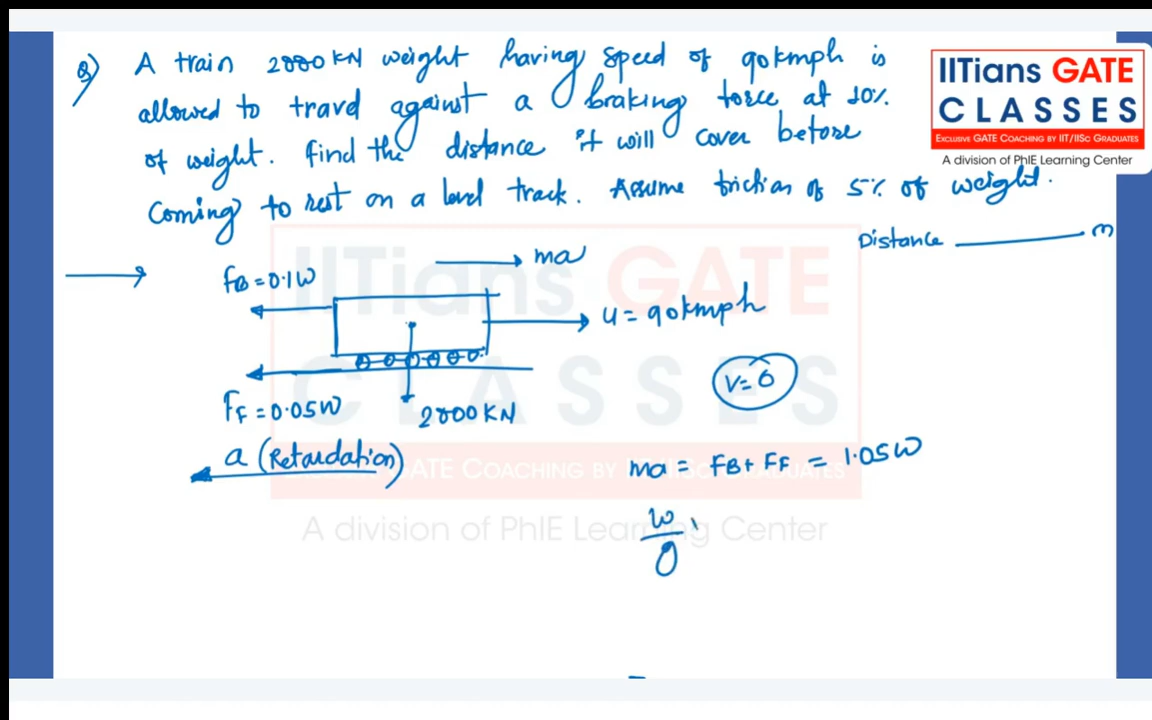 Q) A train 2000 KN weight having speed of 90kmph is
allowed to travel against a braking force at 10%
of weight. find the distance it will cover before
coming to rest on a level track. Assume friction of 5% of weight.
Distance ______ m
IITians GATE
CLASSES
EXCLUSIVE GATE COACHING BY IIT/IISc GRADUATES
A division of PhIE Learning Center
ma
FB = 0.1W
u = 90kmph
V=0
FF = 0.05W
2000 KN
a (Retardation)
ma = FB + FF = 1.05W
W
g
IITians GATE
CLASSES
GATE COACHING BY
A division of PhIE Learning Center